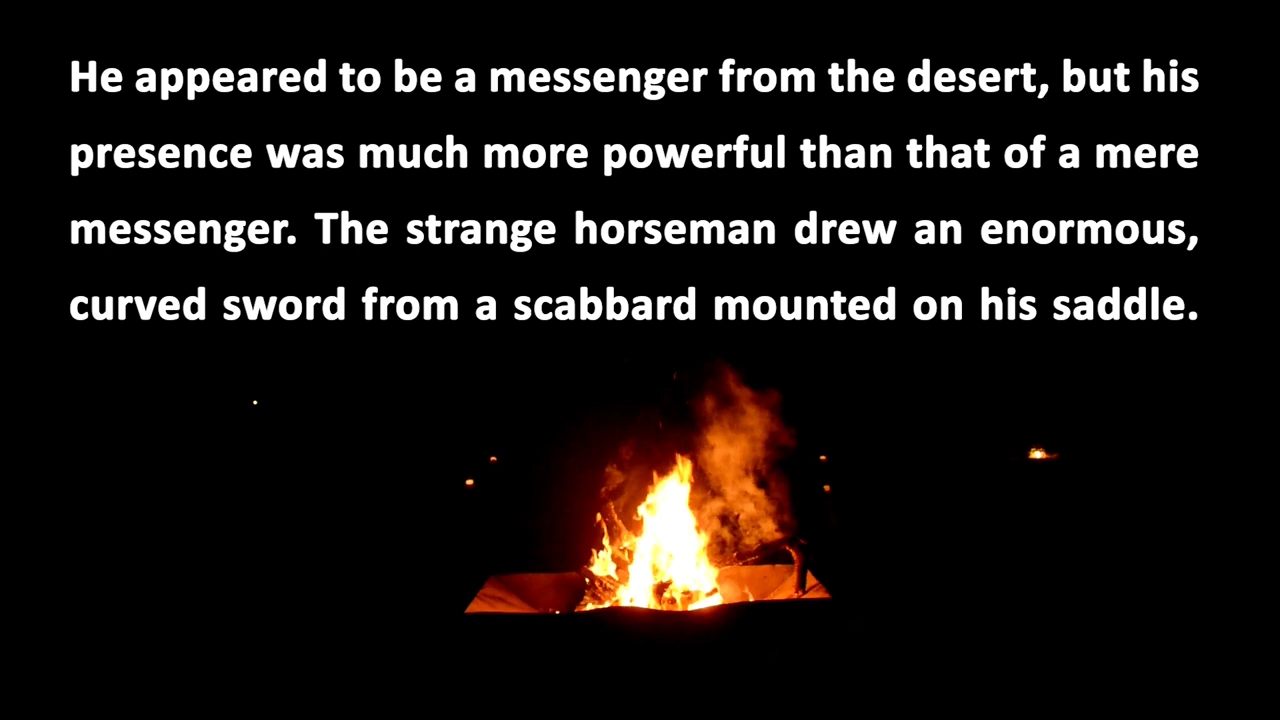 He appeared to be a messenger from the desert, but his
presence was much more powerful than that of a mere
messenger. The strange horseman drew an enormous,
curved sword from a scabbard mounted on his saddle.